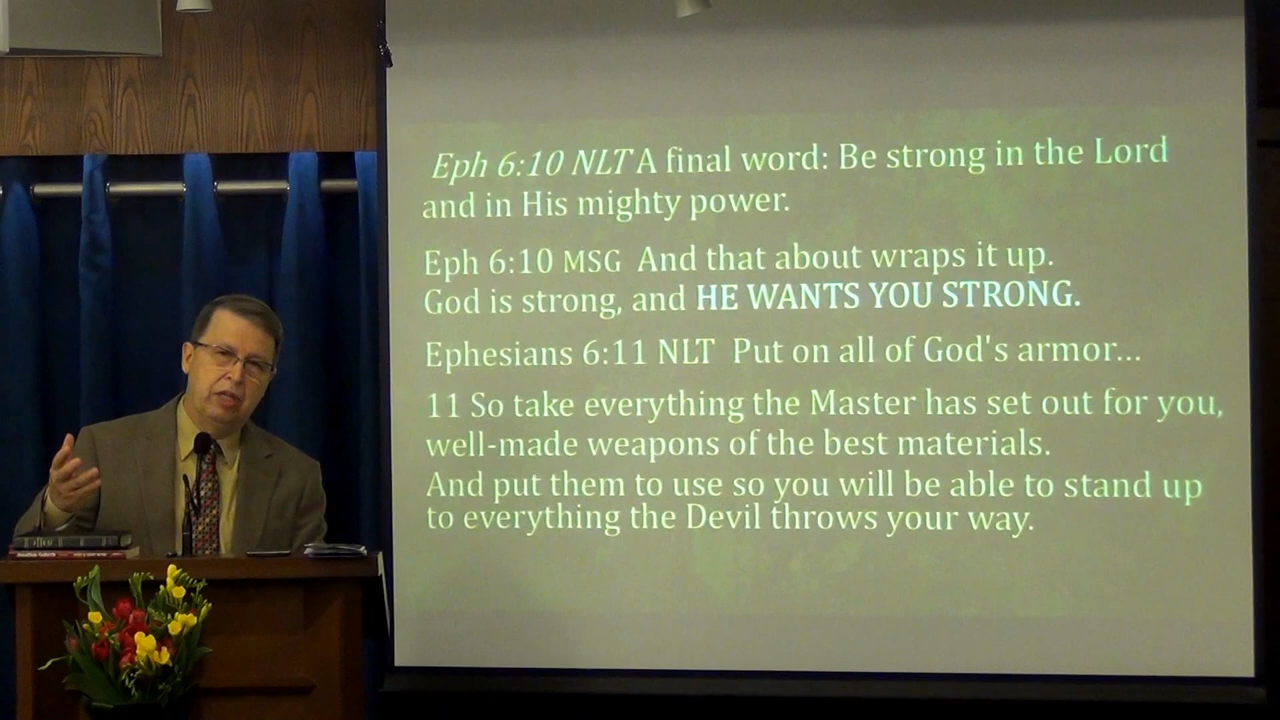 Eph 6:10 NLT A final word: Be strong in the Lord
and in His mighty power.
Eph 6:10 MSG And that about wraps it up.
God is strong, and HE WANTS YOU STRONG.
Ephesians 6:11 NLT Put on all of God's armor...
11 So take everything the Master has set out for you,
well-made weapons of the best materials.
And put them to use so you will be able to stand up
to everything the Devil throws your way.